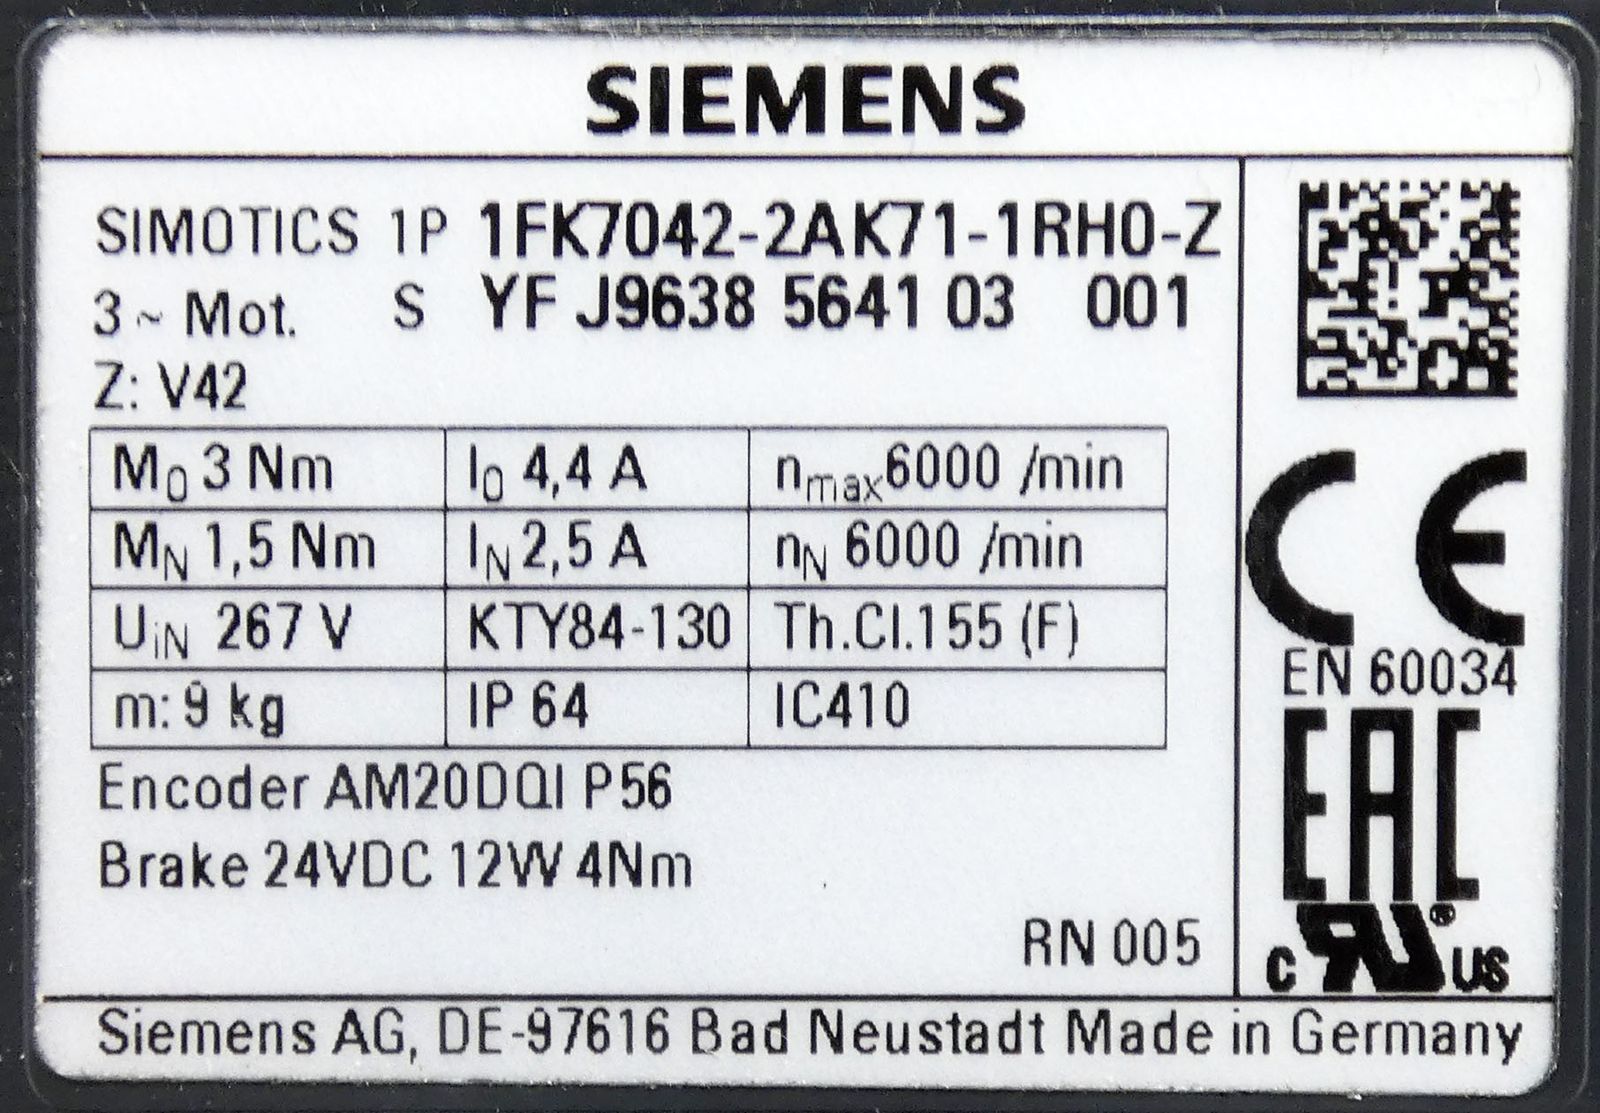 SIEMENS
SIMOTICS 1P 1FK7042-2AK71-1RH0-Z
3 ~ Mot. S YF J9638 5641 03 001
Z: V42
M0 3 Nm I0 4,4 A nmax6000 /min
MN 1,5 Nm IN 2,5 A nN 6000 /min
UiN 267 V KTY84-130 Th.Cl.155 (F)
m: 9 kg IP 64 IC410
Encoder AM20DQI P56
Brake 24VDC 12W 4Nm
RN 005
CE
EN 60034
EAC
c RU® US
Siemens AG, DE-97616 Bad Neustadt Made in Germany